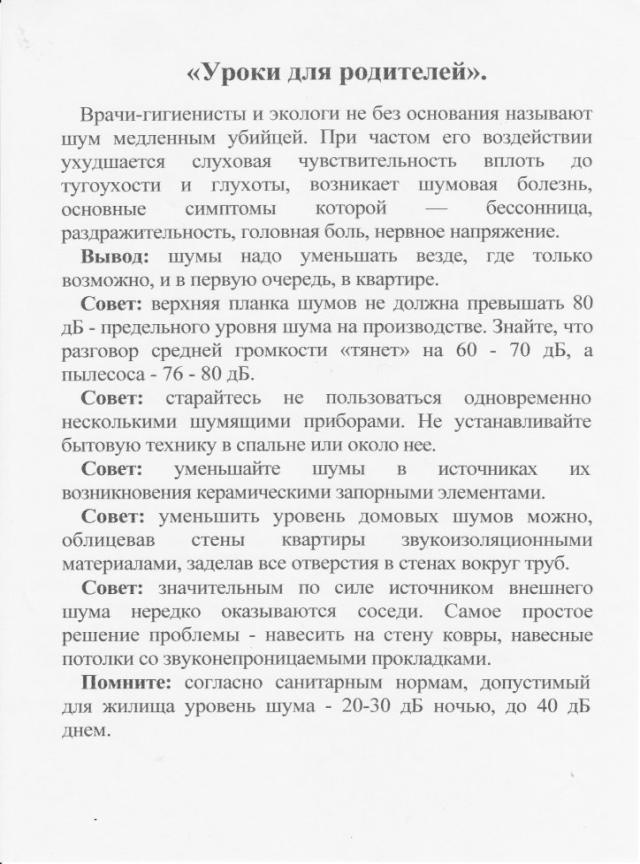 «Уроки для родителей».
Врачи-гигиенисты и экологи не без основания называют
шум медленным убийцей. При частом его воздействии
ухудшается слуховая чувствительность вплоть до
тугоухости и глухоты, возникает шумовая болезнь,
основные симптомы которой — бессонница,
раздражительность, головная боль, нервное напряжение.
Вывод: шумы надо уменьшать везде, где только
возможно, и в первую очередь, в квартире.
Совет: верхняя планка шумов не должна превышать 80
дБ - предельного уровня шума на производстве. Знайте, что
разговор средней громкости «тянет» на 60 - 70 дБ, а
пылесоса - 76 - 80 дБ.
Совет: старайтесь не пользоваться одновременно
несколькими шумящими приборами. Не устанавливайте
бытовую технику в спальне или около нее.
Совет: уменьшайте шумы в источниках их
возникновения керамическими запорными элементами.
Совет: уменьшить уровень домовых шумов можно,
облицевав стены квартиры звукоизоляционными
материалами, заделав все отверстия в стенах вокруг труб.
Совет: значительным по силе источником внешнего
шума нередко оказываются соседи. Самое простое
решение проблемы - навесить на стену ковры, навесные
потолки со звуконепроницаемыми прокладками.
Помните: согласно санитарным нормам, допустимый
для жилища уровень шума - 20-30 дБ ночью, до 40 дБ
днем.